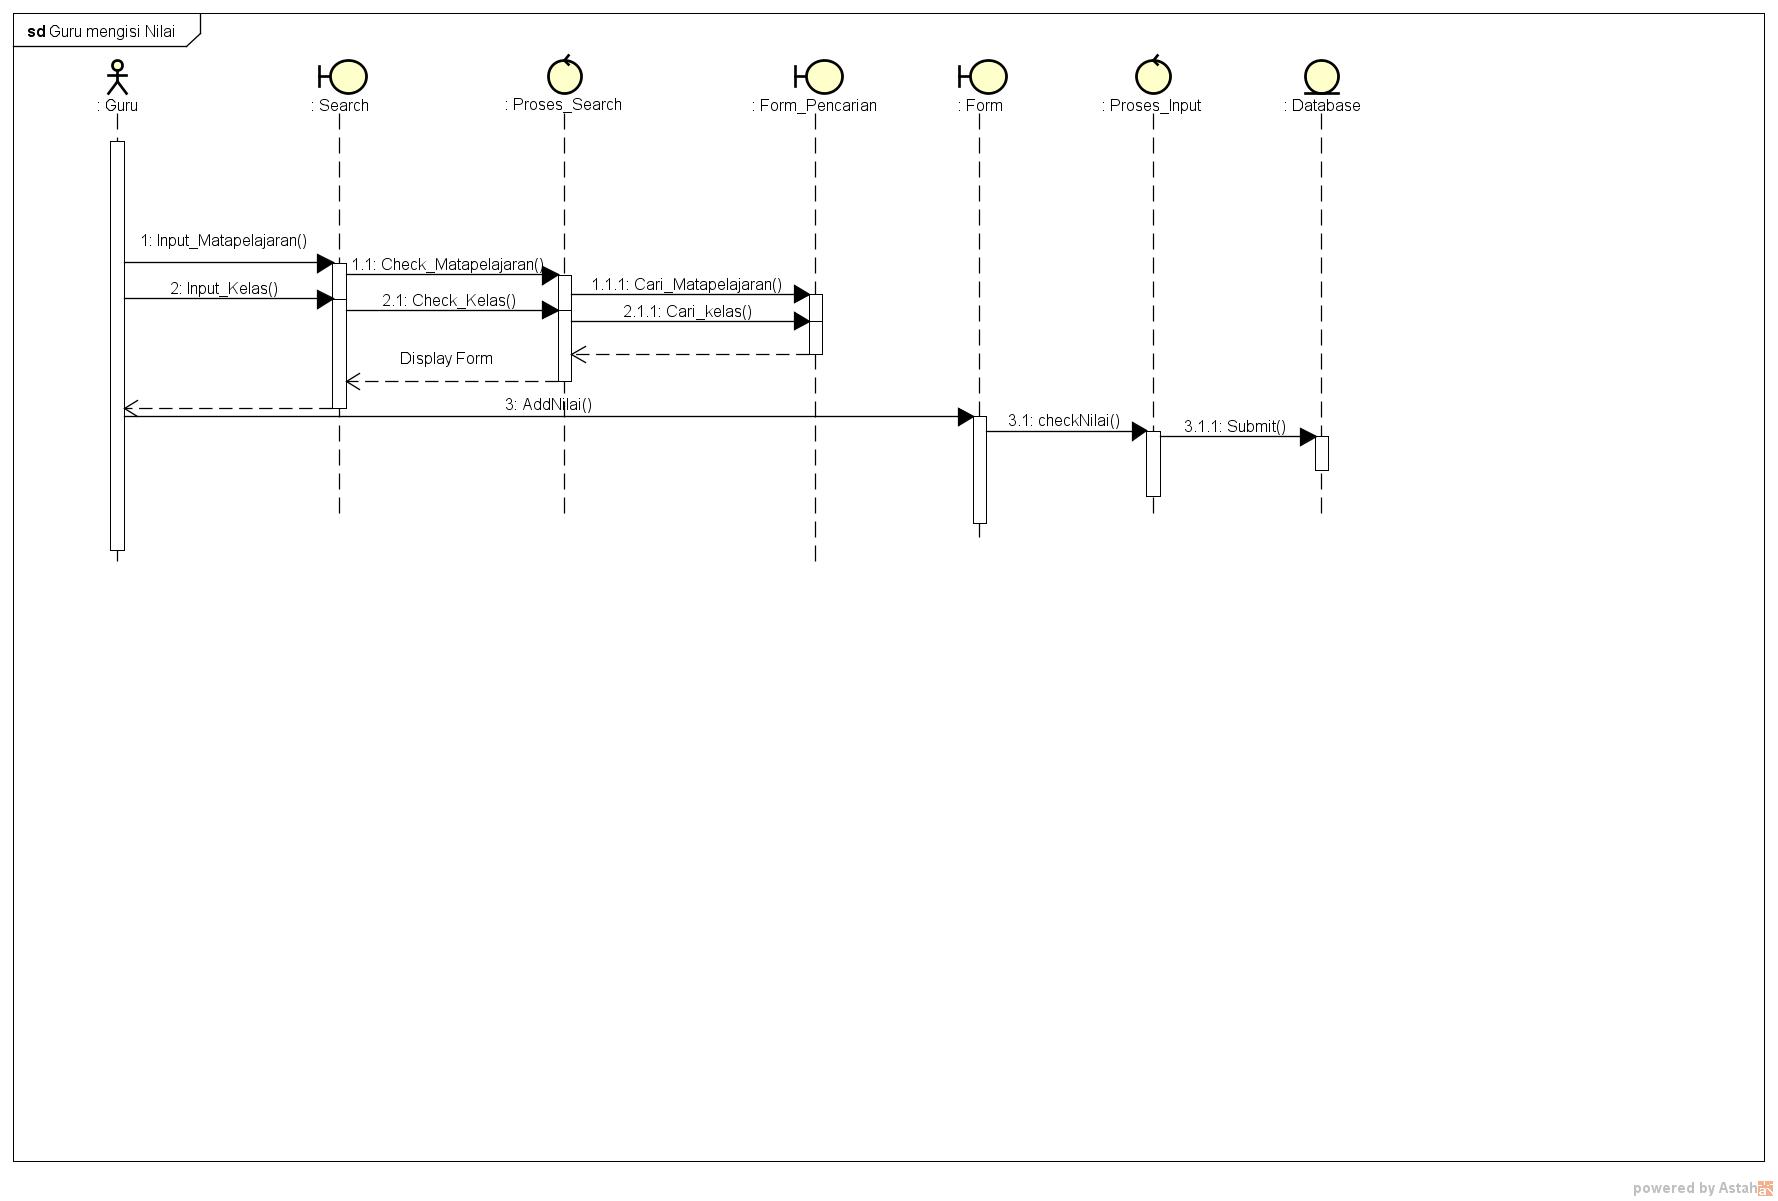 sd Guru mengisi Nilai
: Guru
: Search
: Proses_Search
: Form_Pencarian
: Form
: Proses_Input
: Database
1: Input_Matapelajaran()
1.1: Check_Matapelajaran()
1.1.1: Cari_Matapelajaran()
2: Input_Kelas()
2.1: Check_Kelas()
2.1.1: Cari_kelas()
Display Form
3: AddNilai()
3.1: checkNilai()
3.1.1: Submit()
powered by Astah